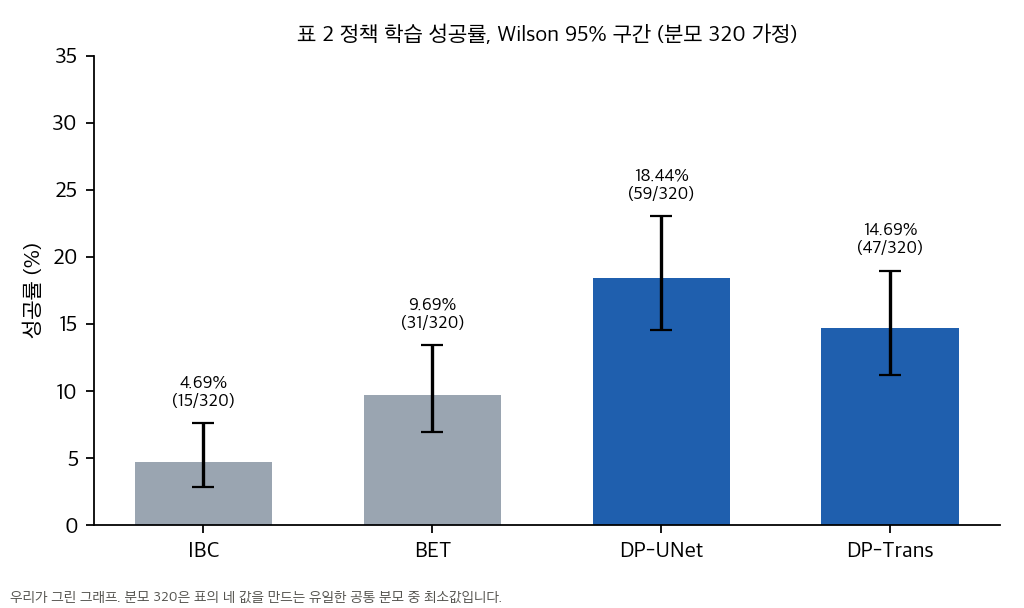 표 2 정책 학습 성공률, Wilson 95% 구간 (분모 320 가정)
성공률 (%)
35
30
25
20
15
10
5
0
4.69%
(15/320)
9.69%
(31/320)
18.44%
(59/320)
14.69%
(47/320)
IBC
BET
DP-UNet
DP-Trans
우리가 그린 그래프. 분모 320은 표의 네 값을 만드는 유일한 공통 분모 중 최소값입니다.